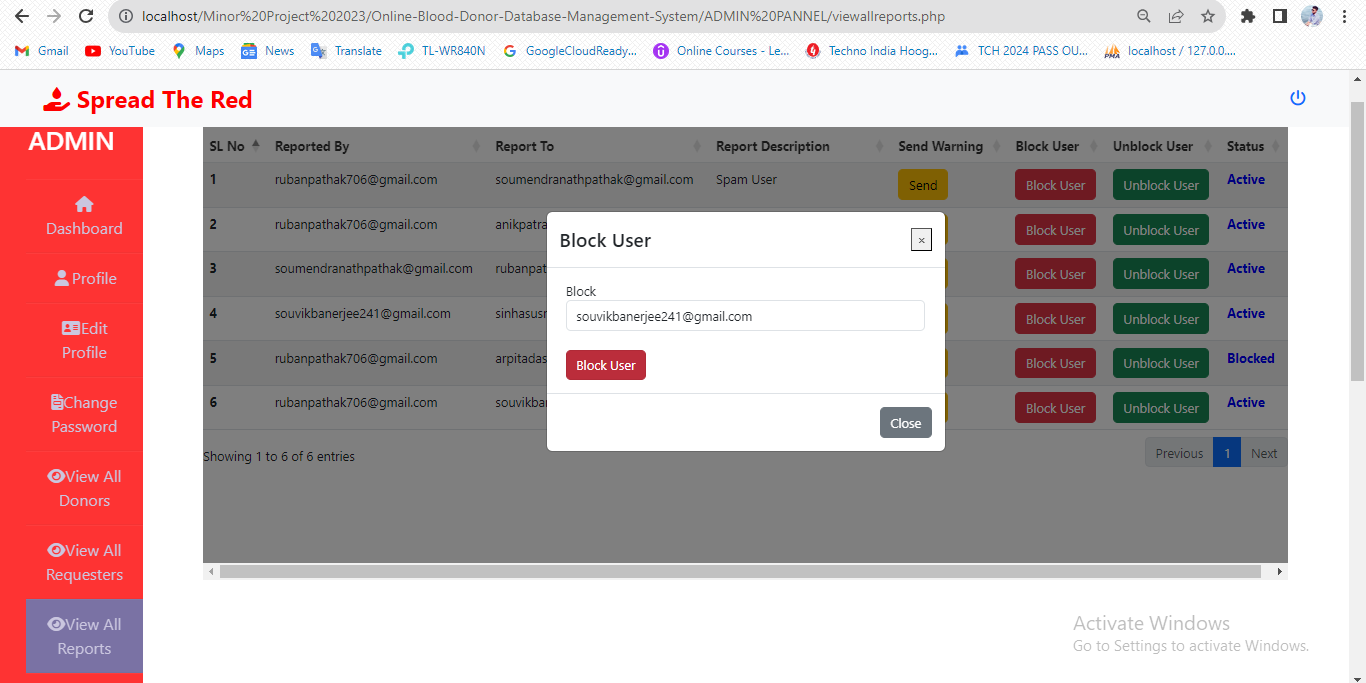 localhost/Minor%20Project%202023/Online-Blood-Donor-Database-Management-System/ADMIN%20PANNEL/viewallreports.php
Gmail YouTube Maps News Translate TL-WR840N GoogleCloudReady... Online Courses - Le... Techno India Hoog... TCH 2024 PASS OU... localhost / 127.0.0....
Spread The Red
ADMIN
Dashboard
Profile
Edit
Profile
Change
Password
View All
Donors
View All
Requesters
View All
Reports
SL No Reported By Report To Report Description Send Warning Block User Unblock User Status
1 rubanpathak706@gmail.com soumendranathpathak@gmail.com Spam User Send Block User Unblock User Active
2 rubanpathak706@gmail.com anikpatra Block User Unblock User Active
3 soumendranathpathak@gmail.com rubanpat Block User Unblock User Active
4 souvikbanerjee241@gmail.com sinhasusr Block User Unblock User Active
5 rubanpathak706@gmail.com arpitadas Block User Unblock User Blocked
6 rubanpathak706@gmail.com souvikba Block User Unblock User Active
Showing 1 to 6 of 6 entries
Previous 1 Next
Block User
×
Block
souvikbanerjee241@gmail.com
Block User
Close
Activate Windows
Go to Settings to activate Windows.